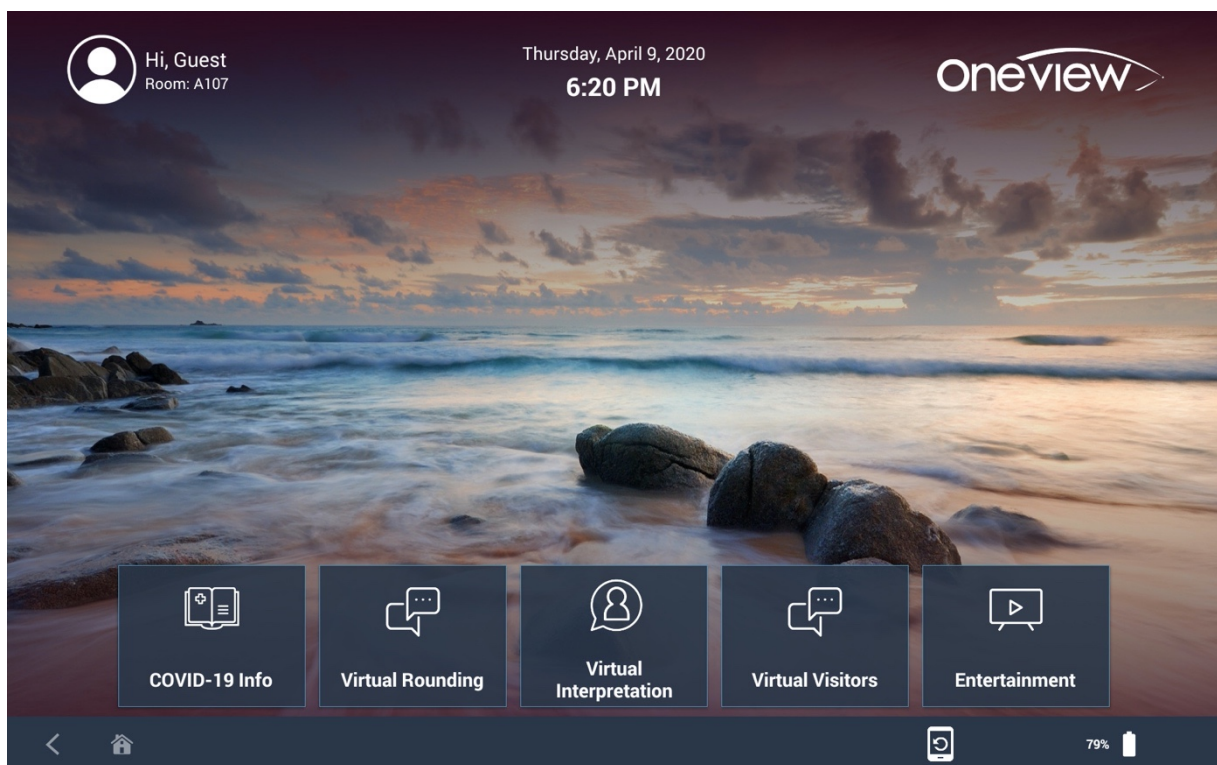 Hi, Guest
Room: A107
Thursday, April 9, 2020
6:20 PM
oneview
COVID-19 Info
Virtual Rounding
Virtual
Interpretation
Virtual Visitors
Entertainment
79%